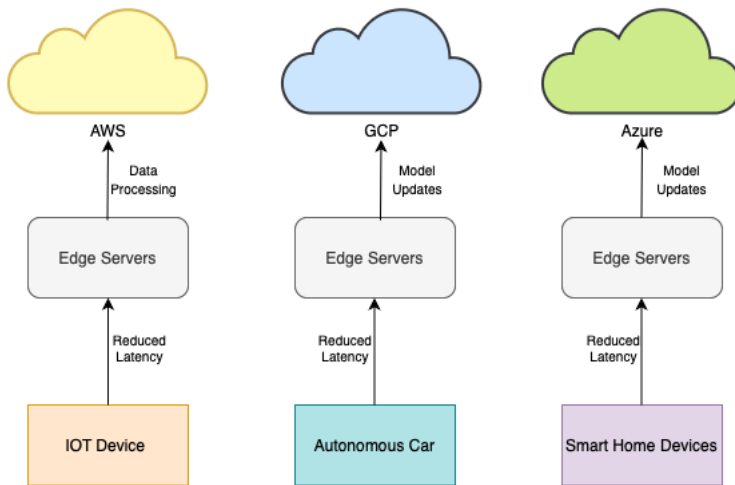 AWS
GCP
Azure
Data
Processing
Model
Updates
Model
Updates
Edge Servers
Edge Servers
Edge Servers
Reduced
Latency
Reduced
Latency
Reduced
Latency
IOT Device
Autonomous Car
Smart Home Devices